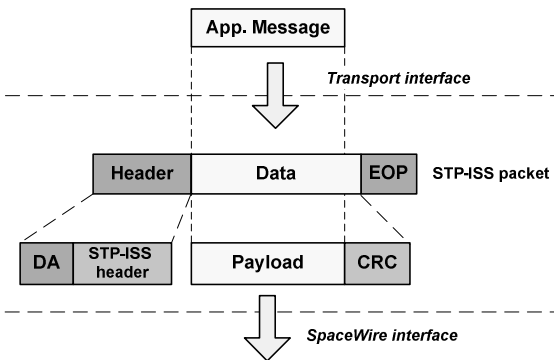 App. Message
Transport interface
Header Data EOP STP-ISS packet
DA STP-ISS header Payload CRC
SpaceWire interface